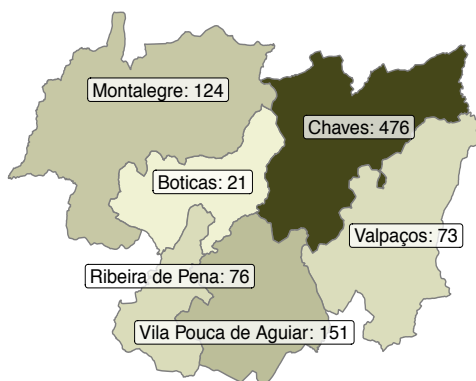 Montalegre: 124
Chaves: 476
Boticas: 21
Valpaços: 73
Ribeira de Pena: 76
Vila Pouca de Aguiar: 151